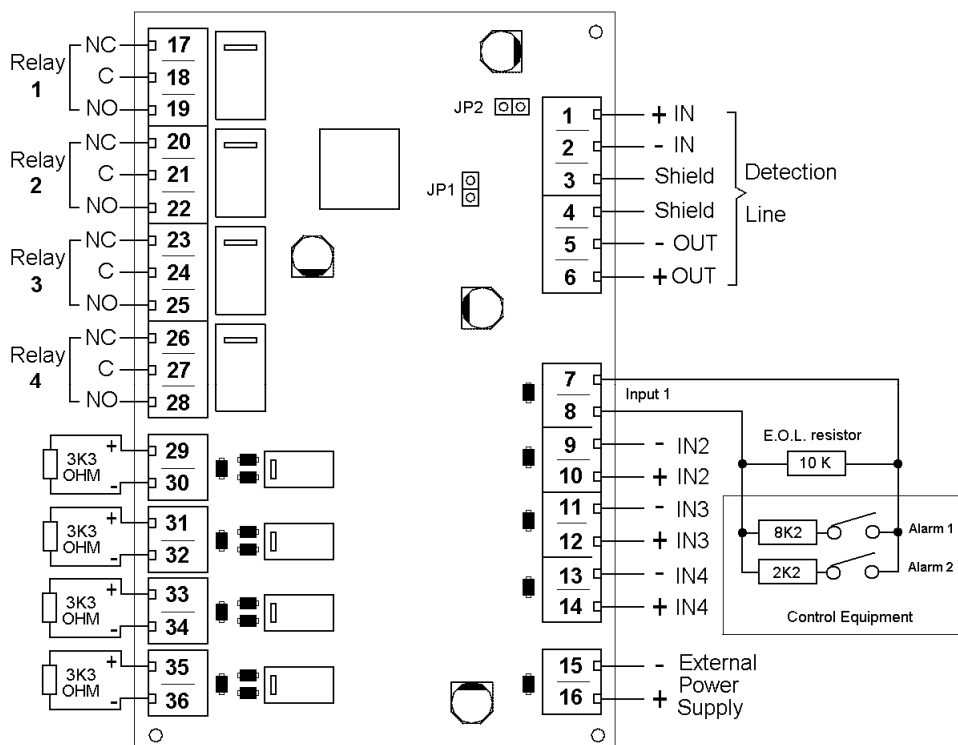 Relay
1
NC
C
NO
17
18
19
Relay
2
NC
C
NO
20
21
22
Relay
3
NC
C
NO
23
24
25
Relay
4
NC
C
NO
26
27
28
3K3
OHM
+
-
29
30
3K3
OHM
+
-
31
32
3K3
OHM
+
-
33
34
3K3
OHM
+
-
35
36
JP2
JP1
1 + IN
2 - IN
3 Shield
4 Shield
5 - OUT
6 + OUT
Detection
Line
7
8
Input 1
9 - IN2
10 + IN2
11 - IN3
12 + IN3
13 - IN4
14 + IN4
15 - External
Power
16 + Supply
E.O.L. resistor
10 K
8K2
Alarm 1
2K2
Alarm 2
Control Equipment